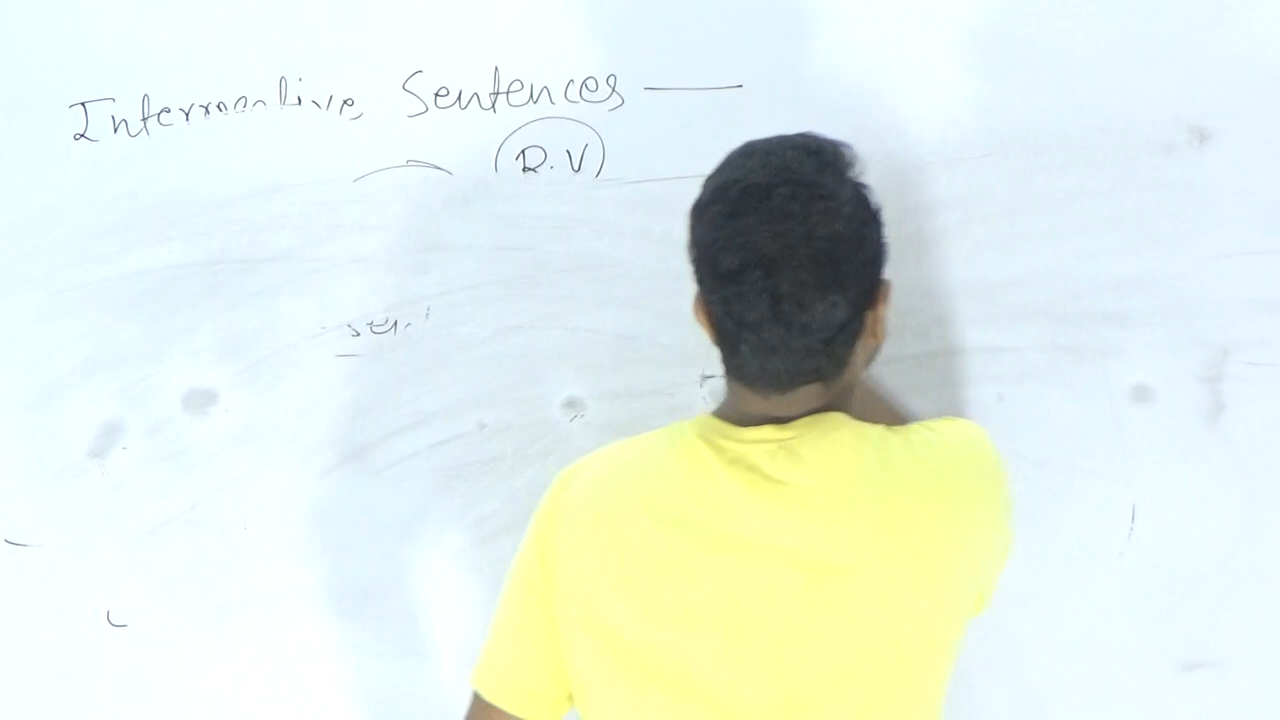 Interrogative Sentences —
(R.V)